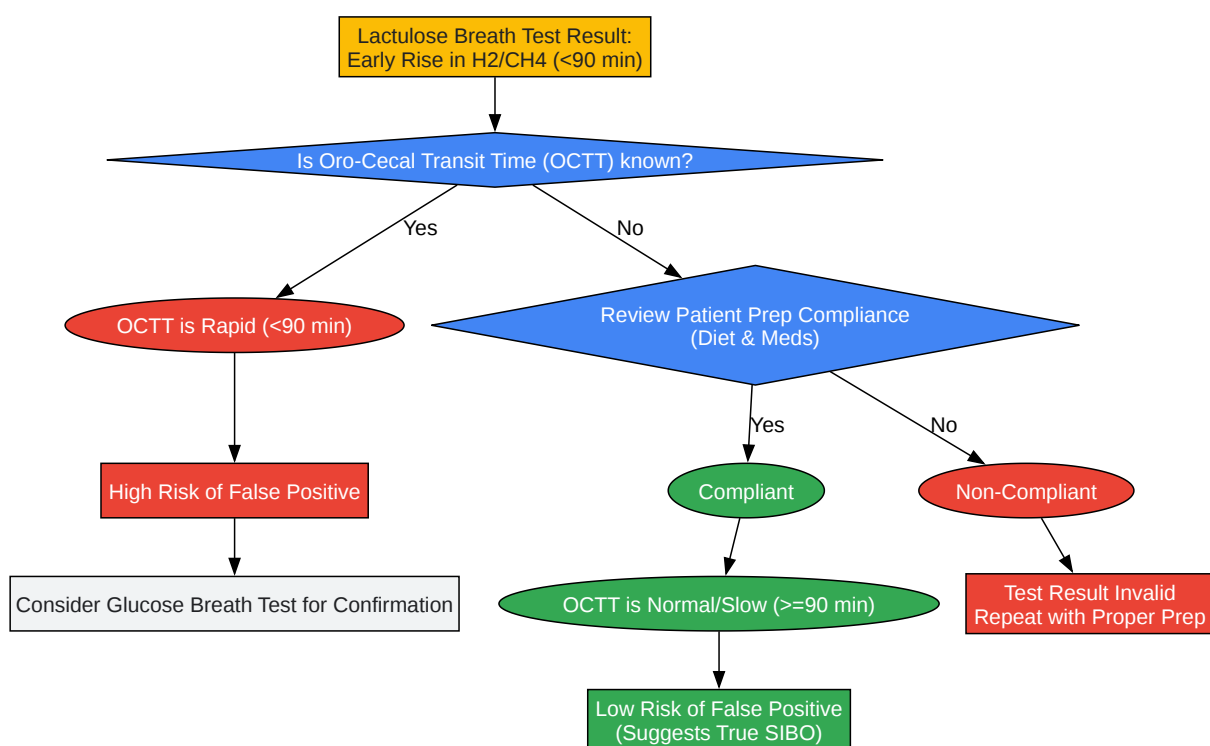 Lactulose Breath Test Result:
Early Rise in H2/CH4 (<90 min)
Is Oro-Cecal Transit Time (OCTT) known?
Yes
No
OCTT is Rapid (<90 min)
Review Patient Prep Compliance
(Diet & Meds)
Yes
No
High Risk of False Positive
Compliant
Non-Compliant
Consider Glucose Breath Test for Confirmation
OCTT is Normal/Slow (>=90 min)
Test Result Invalid
Repeat with Proper Prep
Low Risk of False Positive
(Suggests True SIBO)